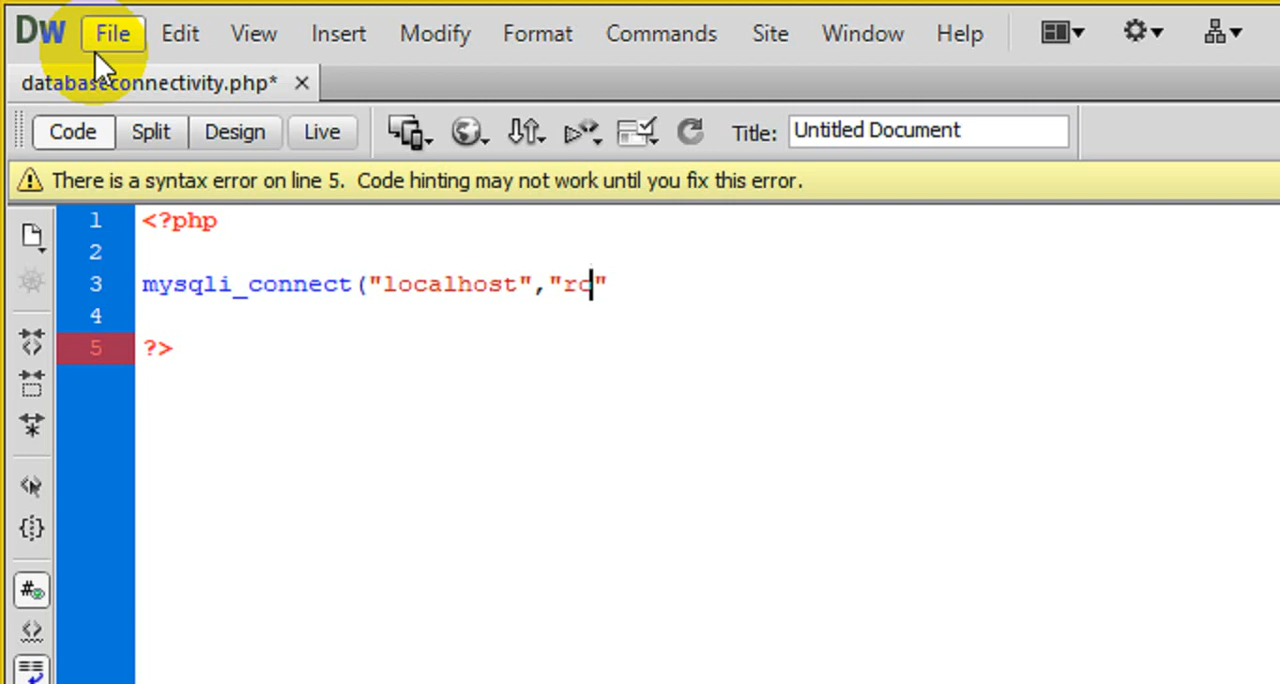 Dw File Edit View Insert Modify Format Commands Site Window Help
databaseconnectivity.php* ×
Code Split Design Live Title: Untitled Document
There is a syntax error on line 5. Code hinting may not work until you fix this error.
1 <?php
2
3 mysqli_connect("localhost","ro"
4
5 ?>